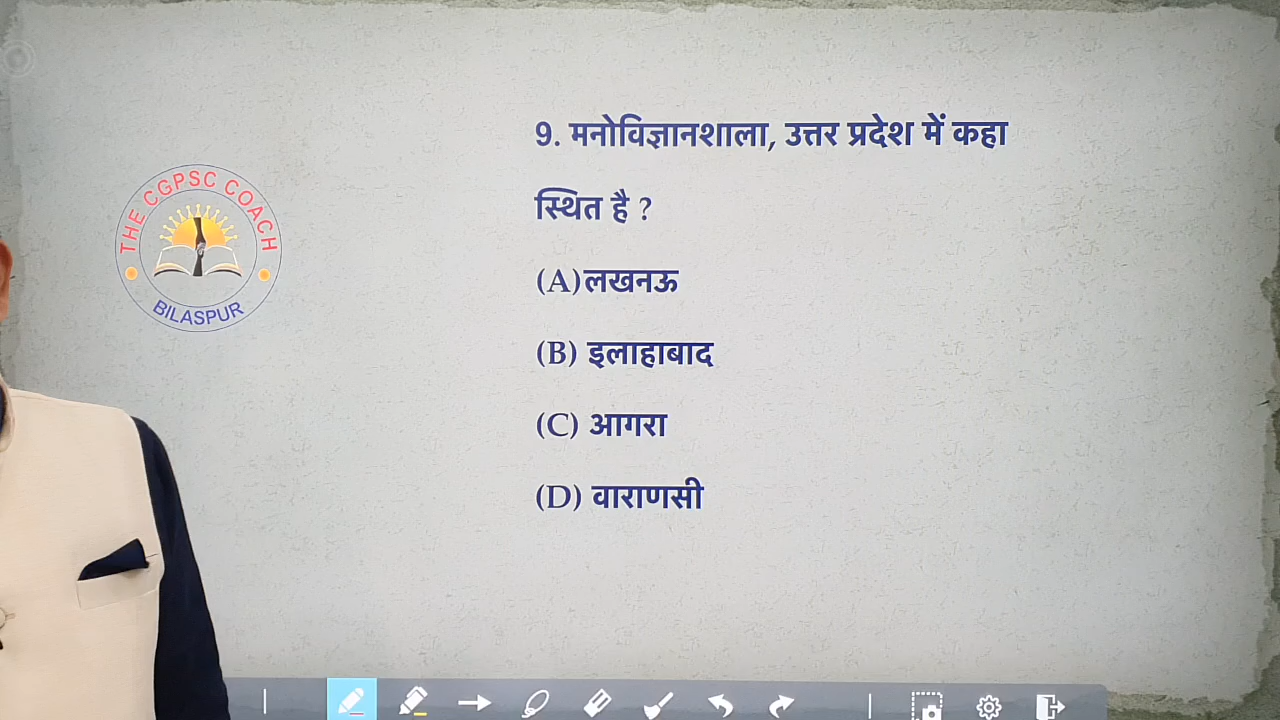 THE CGPSC COACH
BILASPUR
9. मनोविज्ञानशाला, उत्तर प्रदेश में कहा
स्थित है ?
(A)लखनऊ
(B) इलाहाबाद
(C) आगरा
(D) वाराणसी